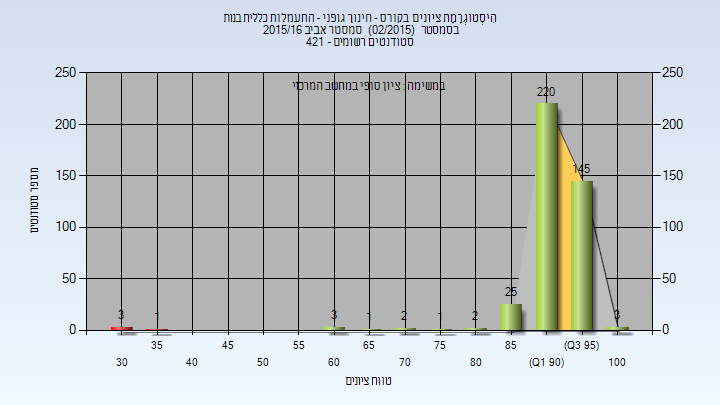 היסטוגרמת ציונים בקורס - חינוך גופני - התעמלות כללית בנות
בסמסטר (02/2015) סמסטר אביב 2015/16
סטודנטים רשומים - 421
במשימה : ציון סופי במחשב המרכזי
250 250
200 200
150 150
100 100
50 50
0 0
מספר סטודנטים
3 1 3 1 2 1 2 25 220 145 3
35 45 55 65 75 85 (Q3 95)
30 40 50 60 70 80 (Q1 90) 100
טווח ציונים